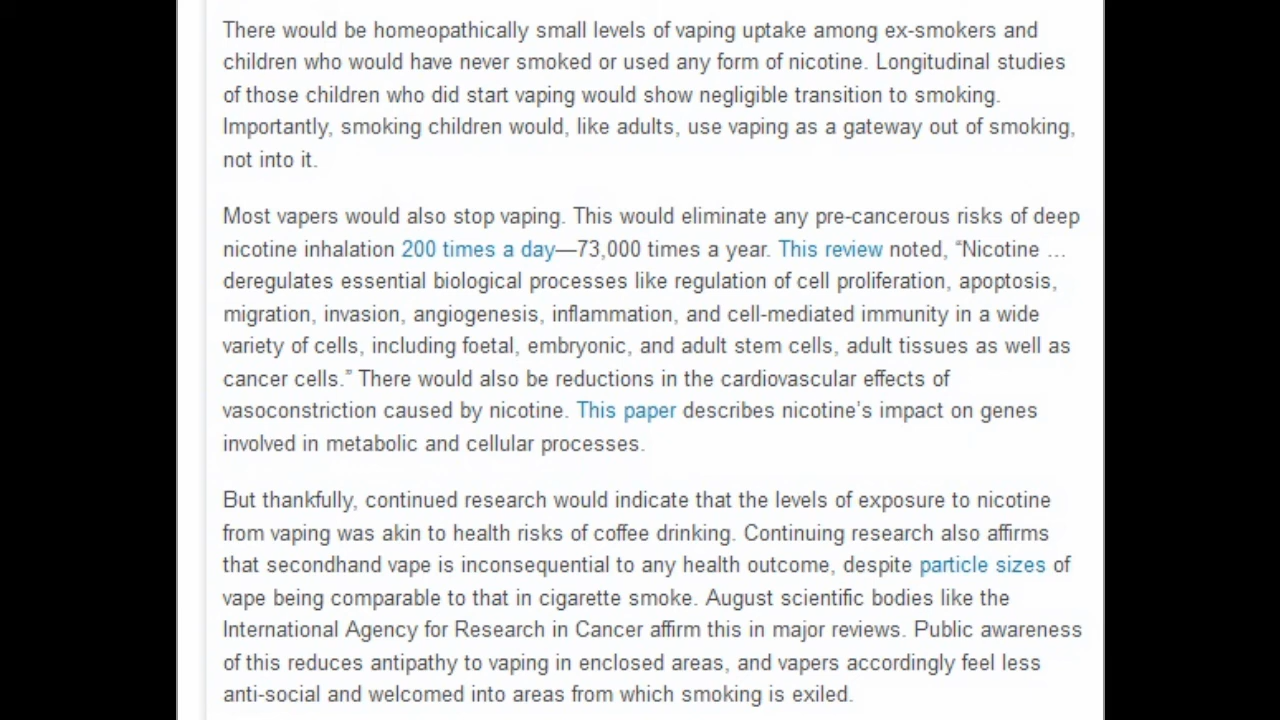 There would be homeopathically small levels of vaping uptake among ex-smokers and
children who would have never smoked or used any form of nicotine. Longitudinal studies
of those children who did start vaping would show negligible transition to smoking.
Importantly, smoking children would, like adults, use vaping as a gateway out of smoking,
not into it.
Most vapers would also stop vaping. This would eliminate any pre-cancerous risks of deep
nicotine inhalation 200 times a day—73,000 times a year. This review noted, “Nicotine ...
deregulates essential biological processes like regulation of cell proliferation, apoptosis,
migration, invasion, angiogenesis, inflammation, and cell-mediated immunity in a wide
variety of cells, including foetal, embryonic, and adult stem cells, adult tissues as well as
cancer cells.” There would also be reductions in the cardiovascular effects of
vasoconstriction caused by nicotine. This paper describes nicotine’s impact on genes
involved in metabolic and cellular processes.
But thankfully, continued research would indicate that the levels of exposure to nicotine
from vaping was akin to health risks of coffee drinking. Continuing research also affirms
that secondhand vape is inconsequential to any health outcome, despite particle sizes of
vape being comparable to that in cigarette smoke. August scientific bodies like the
International Agency for Research in Cancer affirm this in major reviews. Public awareness
of this reduces antipathy to vaping in enclosed areas, and vapers accordingly feel less
anti-social and welcomed into areas from which smoking is exiled.